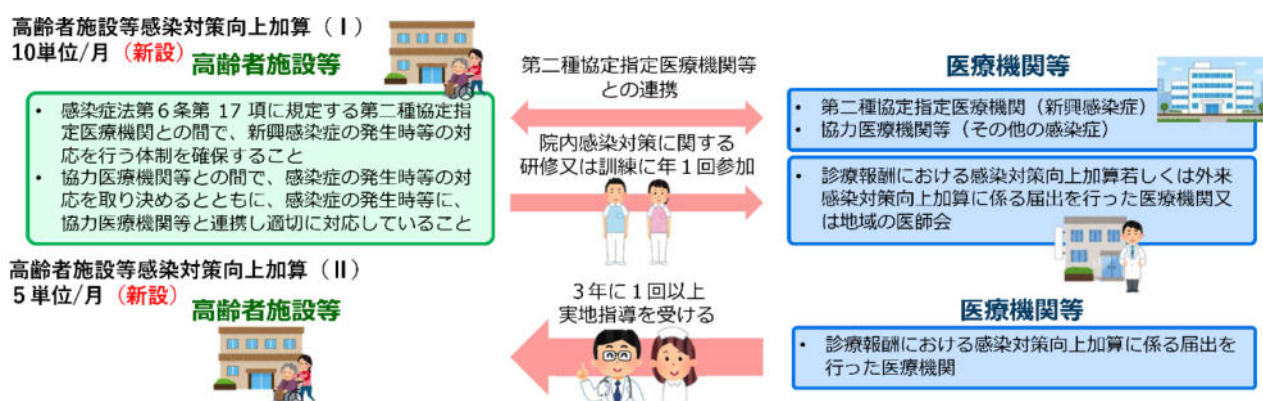 高齢者施設等感染対策向上加算（Ⅰ）
10単位/月（新設）
高齢者施設等
・ 感染症法第６条第 17 項に規定する第二種協定指
定医療機関との間で、新興感染症の発生時等の対
応を行う体制を確保すること
・ 協力医療機関等との間で、感染症の発生時等の対
応を取り決めるとともに、感染症の発生時等に、
協力医療機関等と連携し適切に対応していること
第二種協定指定医療機関等
との連携
院内感染対策に関する
研修又は訓練に年１回参加
医療機関等
・ 第二種協定指定医療機関（新興感染症）
・ 協力医療機関等（その他の感染症）
・ 診療報酬における感染対策向上加算若しくは外来
感染対策向上加算に係る届出を行った医療機関又
は地域の医師会
高齢者施設等感染対策向上加算（Ⅱ）
５単位/月（新設）
高齢者施設等
３年に１回以上
実地指導を受ける
医療機関等
・ 診療報酬における感染対策向上加算に係る届出を
行った医療機関